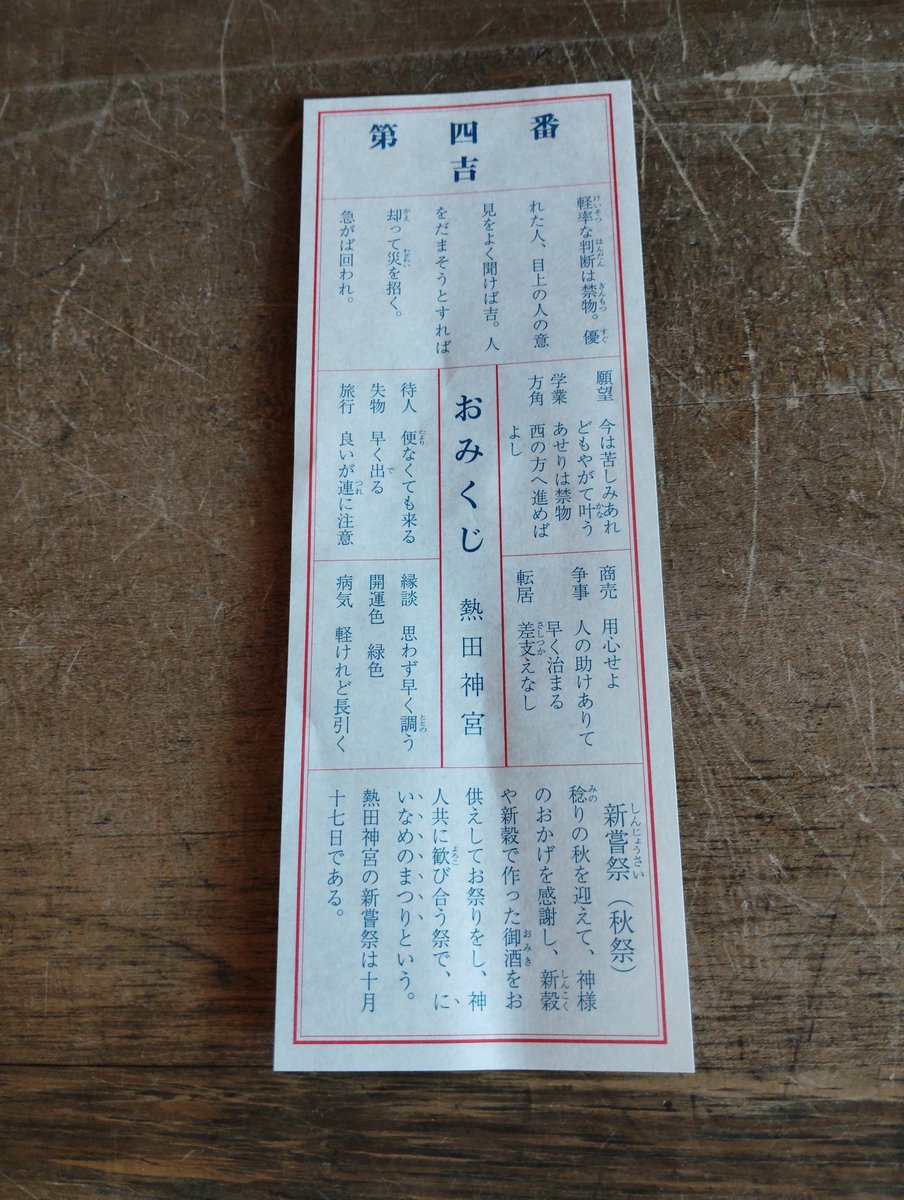 第四番
吉
軽率な判断は禁物。優
れた人、目上の人の意
見をよく聞けば吉。人
をだまそうとすれば
却って災を招く。
急がば回われ。
願望 今は苦しみあれ
どもやがて叶う
学業 あせりは禁物
方角 西の方へ進めば
よし
商売 用心せよ
争事 人の助けありて
早く治まる
転居 差支えなし
おみくじ 熱田神宮
待人 便なくても来る
失物 早く出る
旅行 良いが連に注意
縁談 思わず早く調う
開運色 緑色
病気 軽けれど長引く
新嘗祭(秋祭)
稔りの秋を迎えて、神様
のおかげを感謝し、新穀
や新穀で作った御酒をお
供えしてお祭りをし、神
人共に歓び合う祭で、に
いなめのまつりという。
熱田神宮の新嘗祭は十月
十七日である。